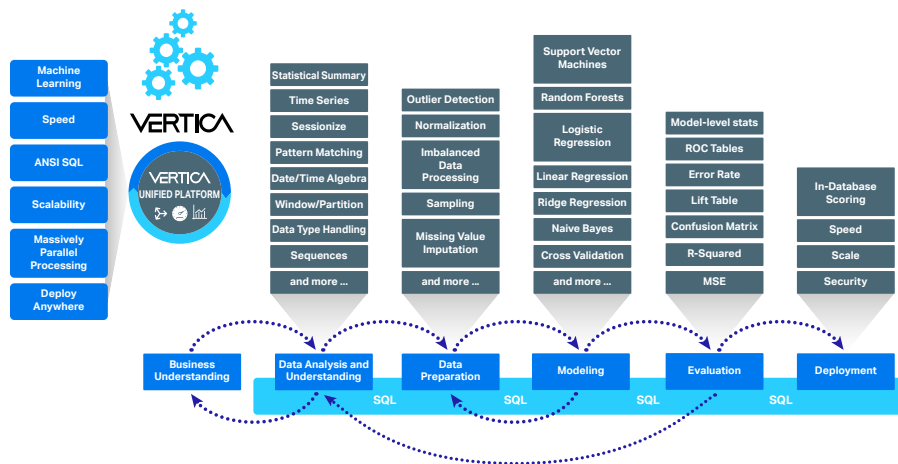 Machine
Learning
Speed
ANSI SQL
Scalability
Massively
Parallel
Processing
Deploy
Anywhere
VERTICA
VERTICA
UNIFIED PLATFORM
Statistical Summary
Time Series
Sessionize
Pattern Matching
Date/Time Algebra
Window/Partition
Data Type Handling
Sequences
and more ...
Outlier Detection
Normalization
Imbalanced
Data
Processing
Sampling
Missing Value
Imputation
and more ...
Support Vector
Machines
Random Forests
Logistic
Regression
Linear Regression
Ridge Regression
Naive Bayes
Cross Validation
and more ...
Model-level stats
ROC Tables
Error Rate
Lift Table
Confusion Matrix
R-Squared
MSE
In-Database
Scoring
Speed
Scale
Security
Business
Understanding
Data Analysis and
Understanding
Data
Preparation
Modeling
Evaluation
Deployment
SQL
SQL
SQL
SQL